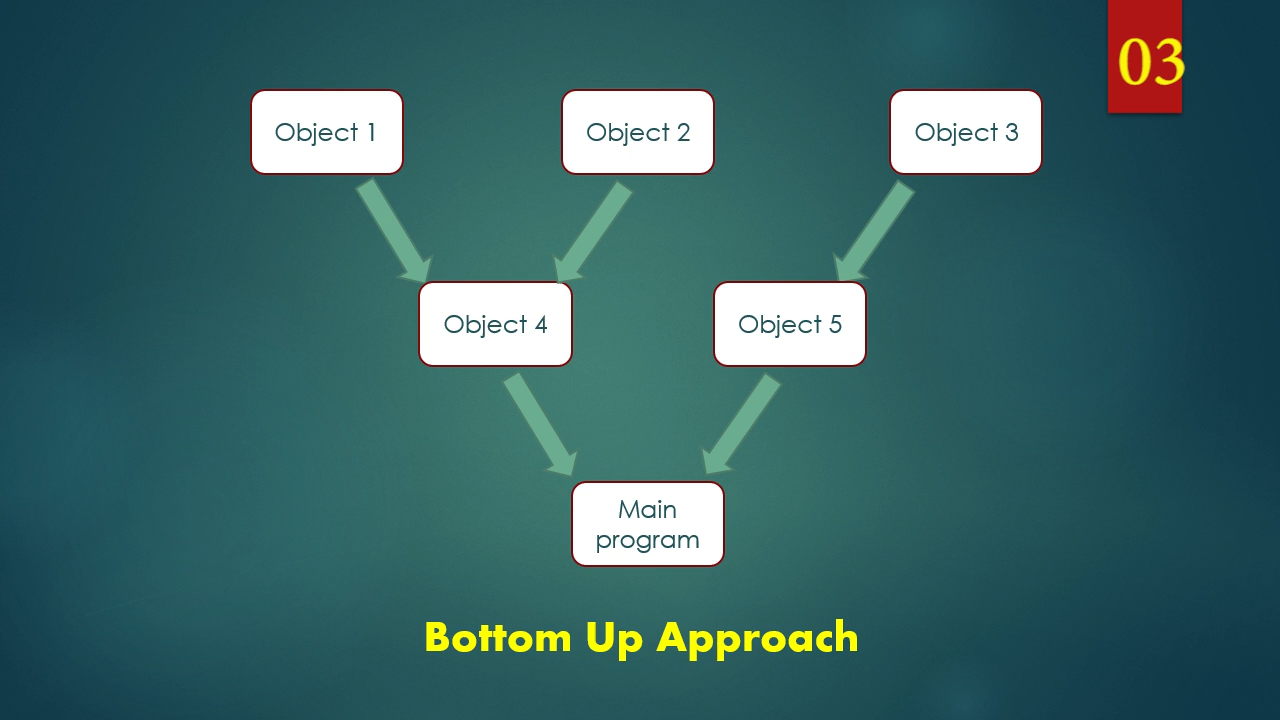 03
Object 1
Object 2
Object 3
Object 4
Object 5
Main
program
Bottom Up Approach